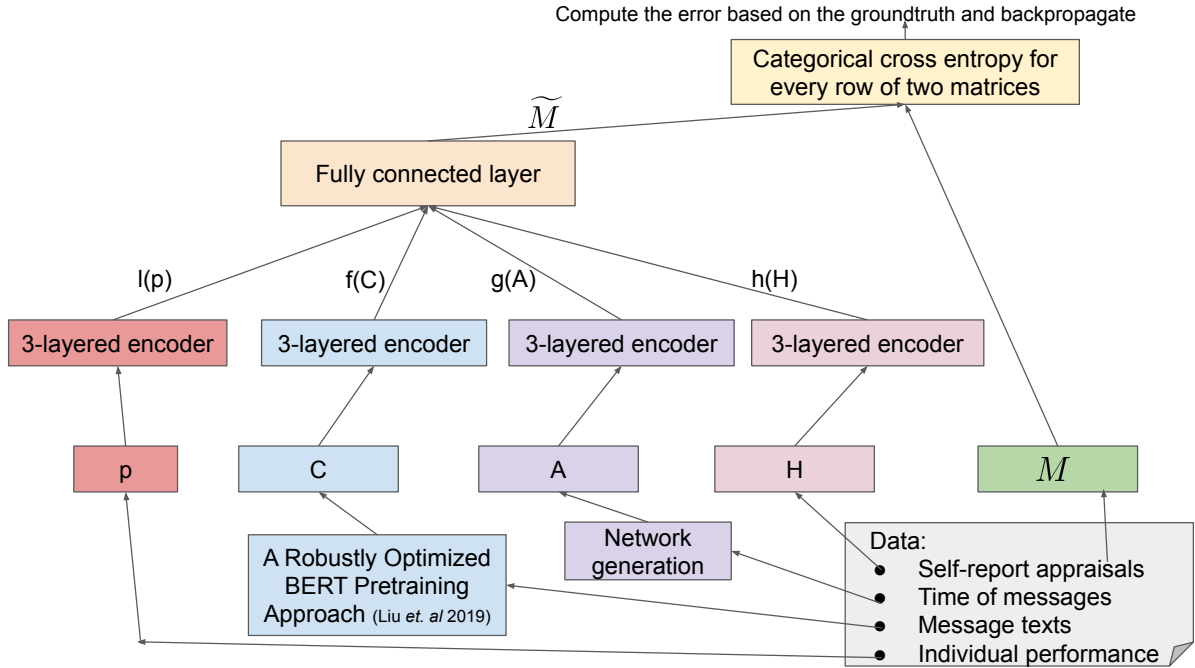 Compute the error based on the groundtruth and backpropagate
Categorical cross entropy for
every row of two matrices
M̃
Fully connected layer
l(p)
f(C)
g(A)
h(H)
3-layered encoder
3-layered encoder
3-layered encoder
3-layered encoder
p
C
A
H
M
A Robustly Optimized
BERT Pretraining
Approach (Liu et. al 2019)
Network
generation
Data:
● Self-report appraisals
● Time of messages
● Message texts
● Individual performance